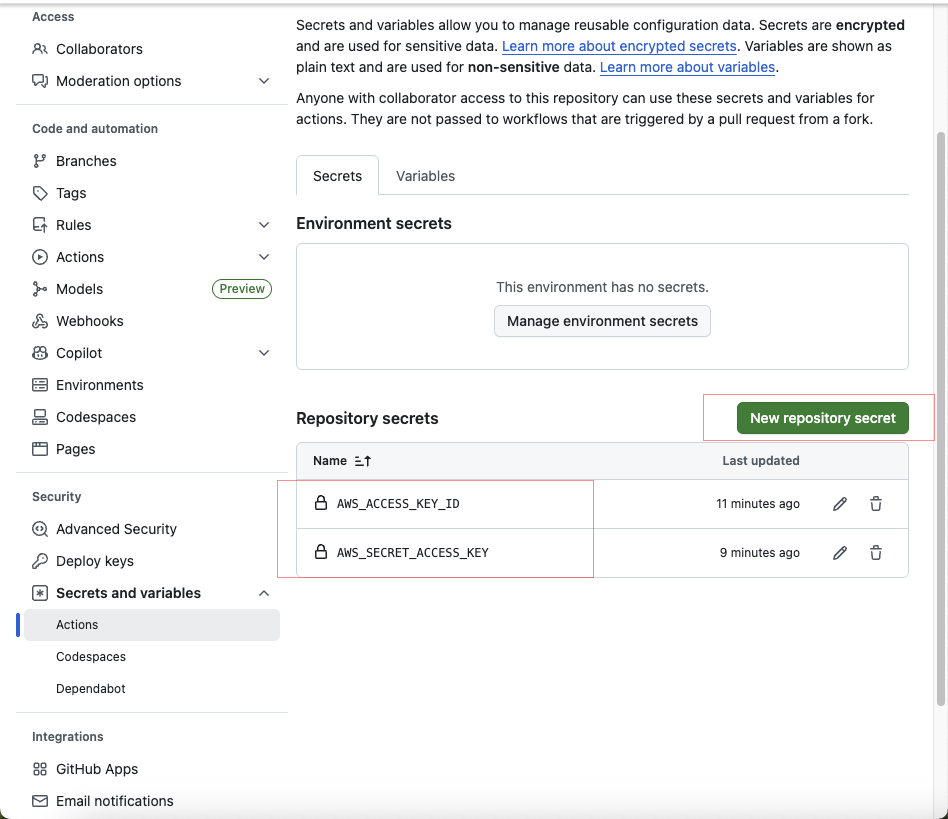 Access
Collaborators
Moderation options
Code and automation
Branches
Tags
Rules
Actions
Models
Preview
Webhooks
Copilot
Environments
Codespaces
Pages
Security
Advanced Security
Deploy keys
Secrets and variables
Actions
Codespaces
Dependabot
Integrations
GitHub Apps
Email notifications
Secrets and variables allow you to manage reusable configuration data. Secrets are encrypted
and are used for sensitive data. Learn more about encrypted secrets. Variables are shown as
plain text and are used for non-sensitive data. Learn more about variables.
Anyone with collaborator access to this repository can use these secrets and variables for
actions. They are not passed to workflows that are triggered by a pull request from a fork.
Secrets Variables
Environment secrets
This environment has no secrets.
Manage environment secrets
Repository secrets
New repository secret
Name Last updated
AWS_ACCESS_KEY_ID 11 minutes ago
AWS_SECRET_ACCESS_KEY 9 minutes ago